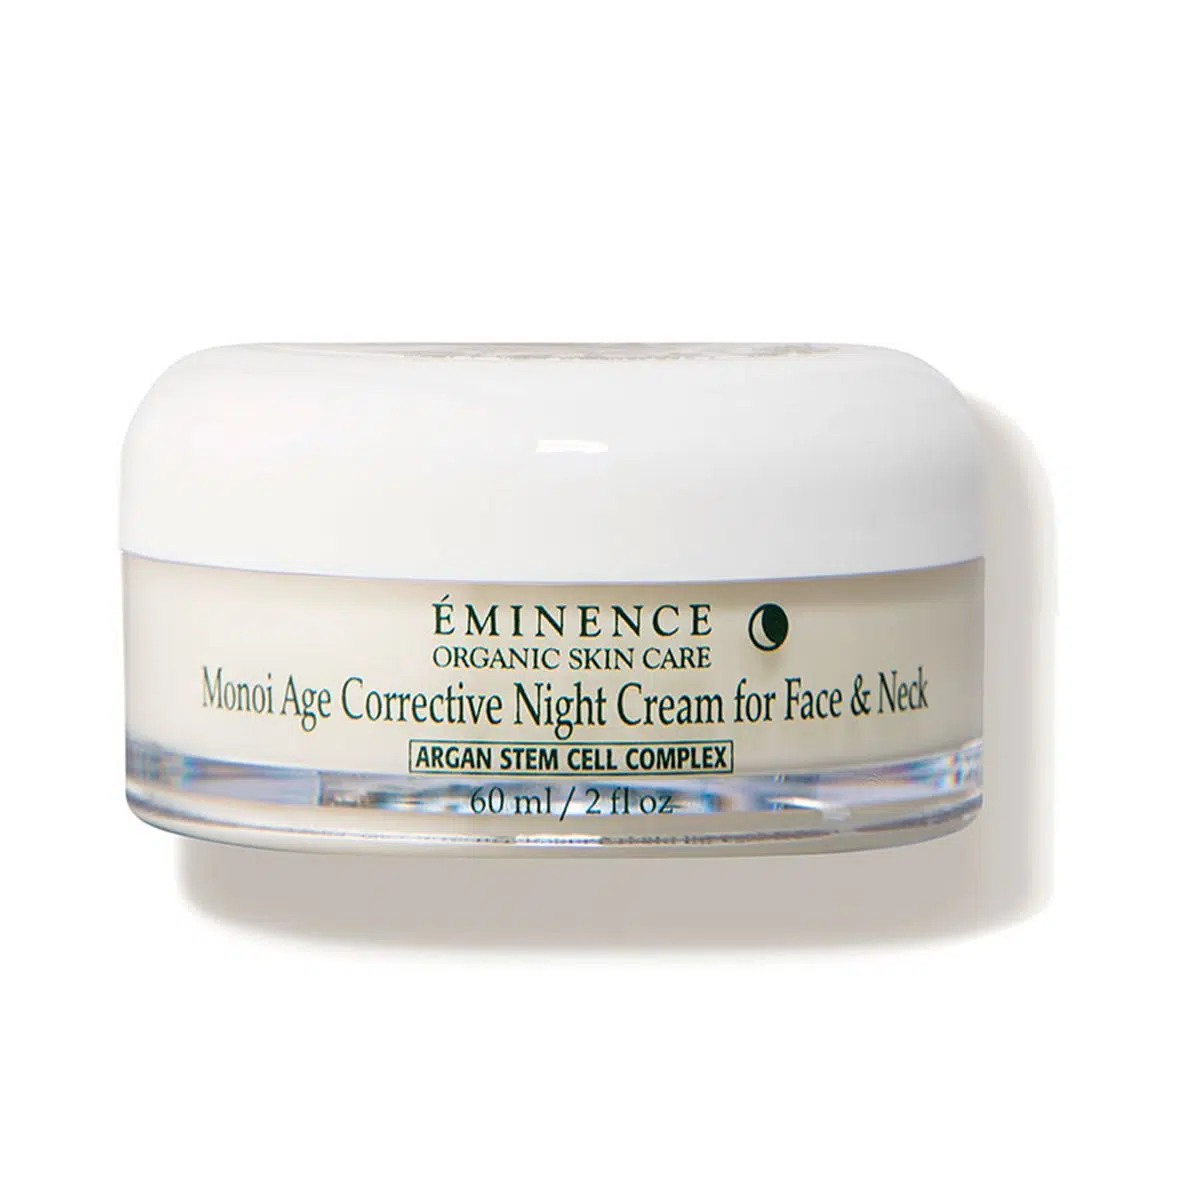 ÉMINENCE
ORGANIC SKIN CARE
Monoi Age Corrective Night Cream for Face & Neck
ARGAN STEM CELL COMPLEX
60 ml / 2 fl oz